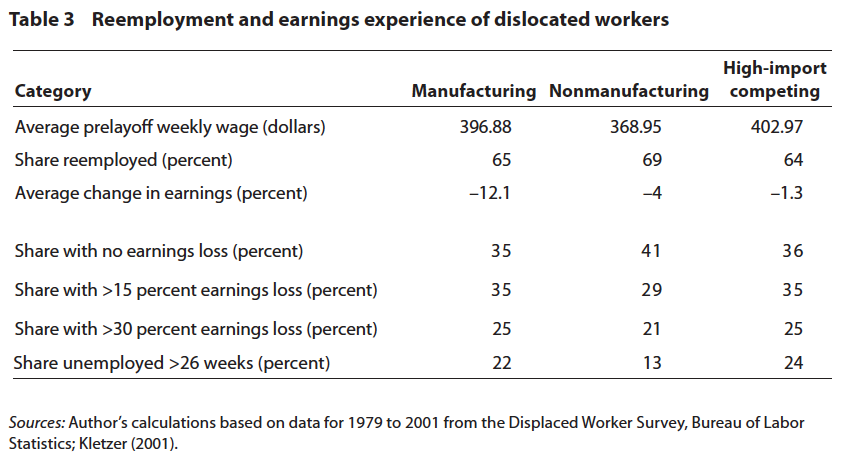 Table 3 Reemployment and earnings experience of dislocated workers
High-import
Category Manufacturing Nonmanufacturing competing
Average prelayoff weekly wage (dollars) 396.88 368.95 402.97
Share reemployed (percent) 65 69 64
Average change in earnings (percent) –12.1 –4 –1.3
Share with no earnings loss (percent) 35 41 36
Share with >15 percent earnings loss (percent) 35 29 35
Share with >30 percent earnings loss (percent) 25 21 25
Share unemployed >26 weeks (percent) 22 13 24
Sources: Author's calculations based on data for 1979 to 2001 from the Displaced Worker Survey, Bureau of Labor
Statistics; Kletzer (2001).